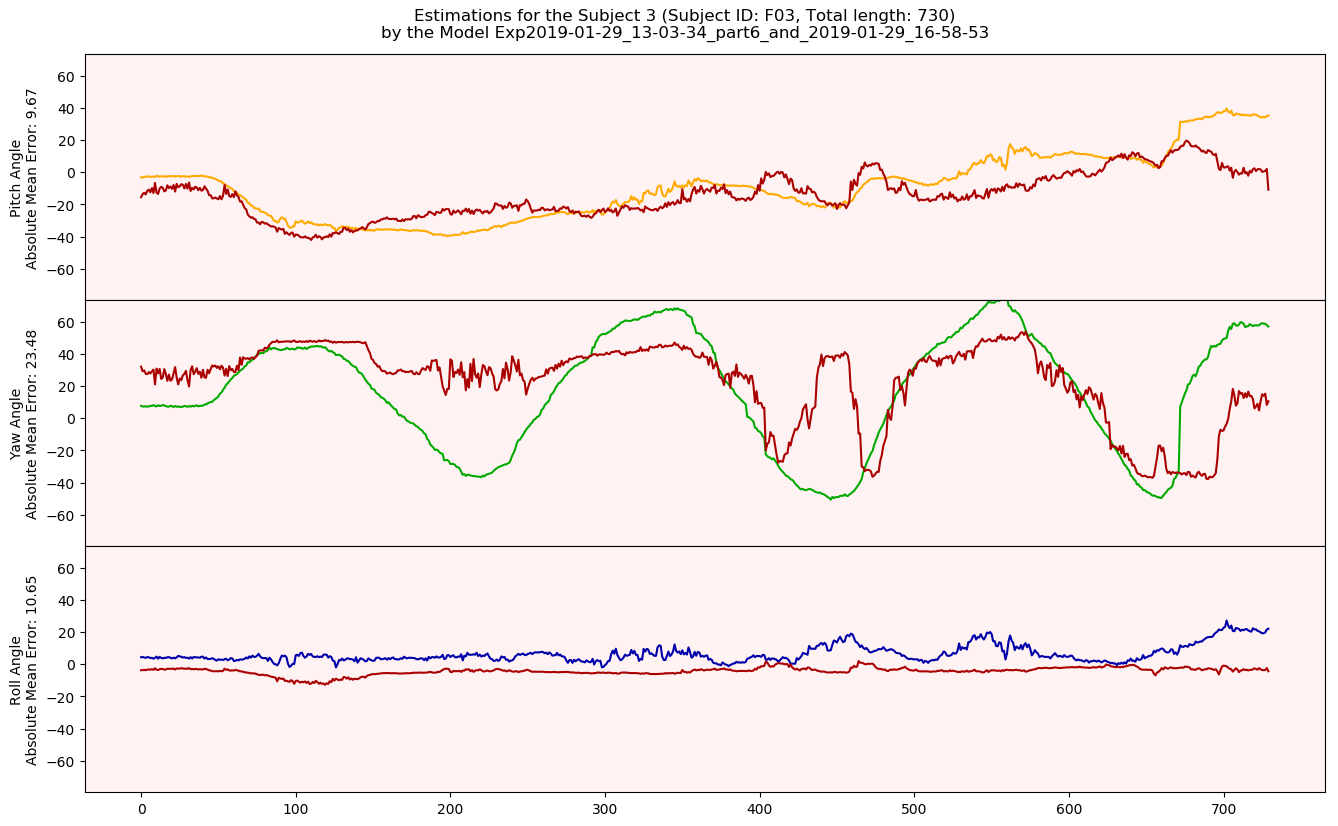 Estimations for the Subject 3 (Subject ID: F03, Total length: 730)
by the Model Exp2019-01-29_13-03-34_part6_and_2019-01-29_16-58-53
Pitch Angle
Absolute Mean Error: 9.67
60
40
20
0
−20
−40
−60
Yaw Angle
Absolute Mean Error: 23.48
60
40
20
0
−20
−40
−60
Roll Angle
Absolute Mean Error: 10.65
60
40
20
0
−20
−40
−60
0 100 200 300 400 500 600 700